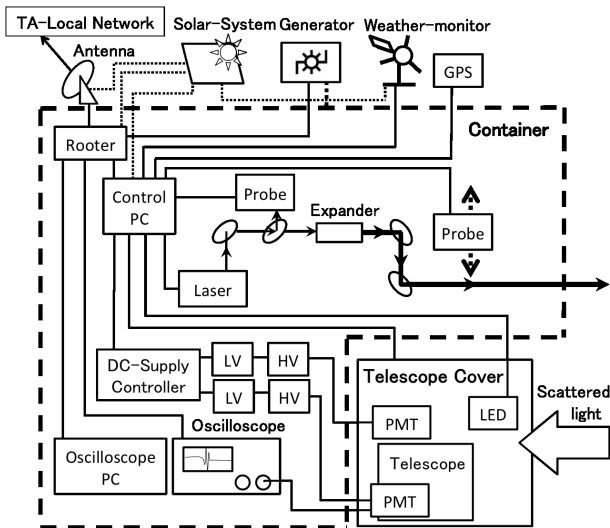 TA-Local Network
Solar-System
Generator
Weather-monitor
Antenna
GPS
Container
Rooter
Control
PC
Probe
Expander
Probe
Laser
DC-Supply
Controller
LV
HV
LV
HV
Telescope Cover
Scattered
light
PMT
LED
Oscilloscope
Oscilloscope
PC
Telescope
PMT